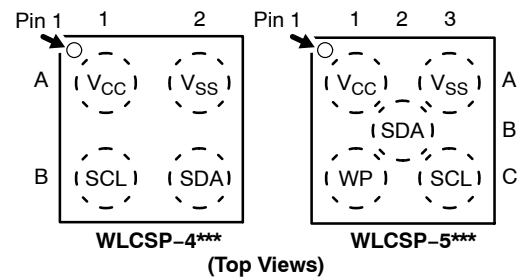 Pin 1 1 2 Pin 1 1 2 3
A VCC VSS VCC VSS A
SDA B
B SCL SDA WP SCL C
WLCSP−4*** WLCSP−5***
(Top Views)